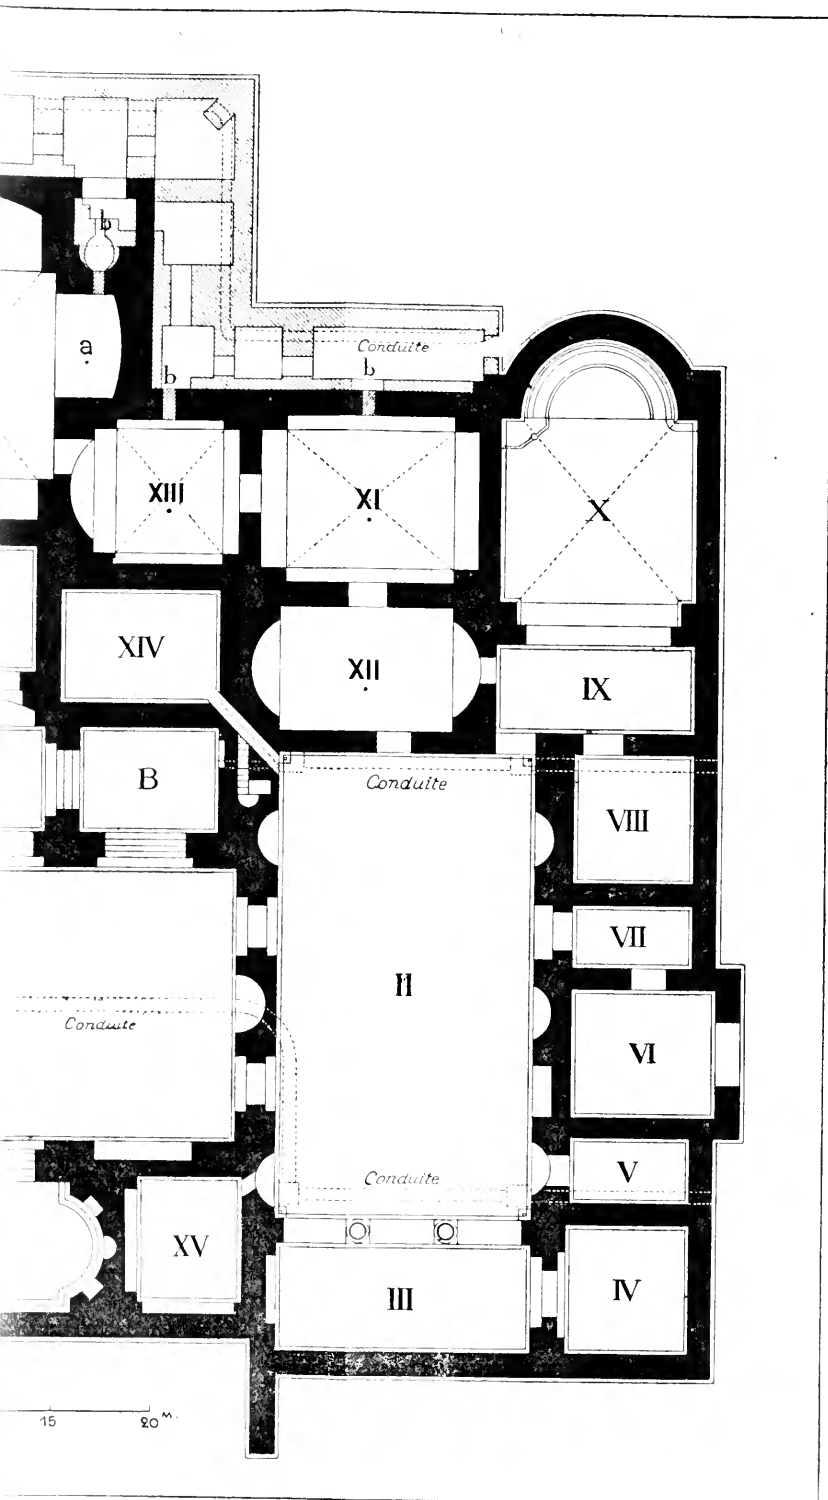 b
a
Conduite
b
b
XIII
XI
X
XIV
XII
IX
B
Conduite
VIII
VII
II
Conduite
VI
Conduite
V
XV
III
IV
15
20 M.